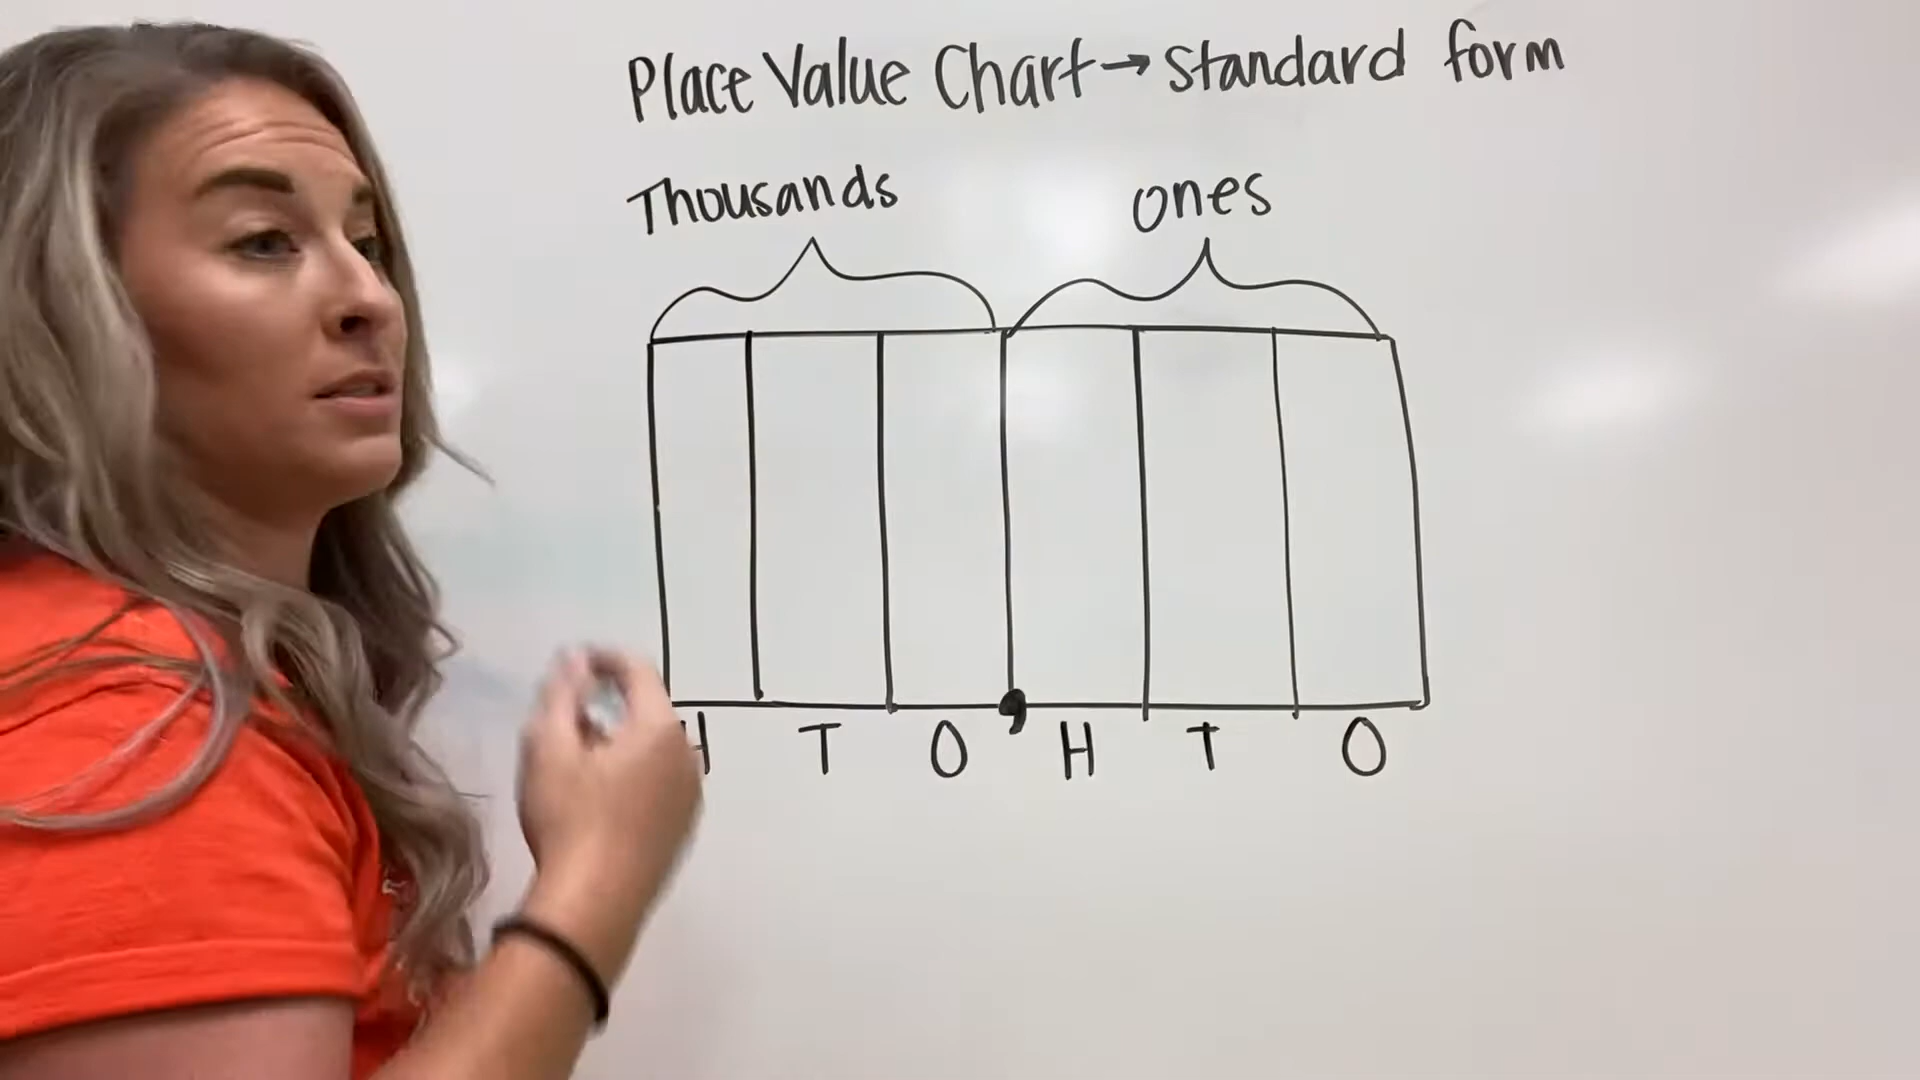 Place Value Chart → Standard form
Thousands ones
H T O , H T O